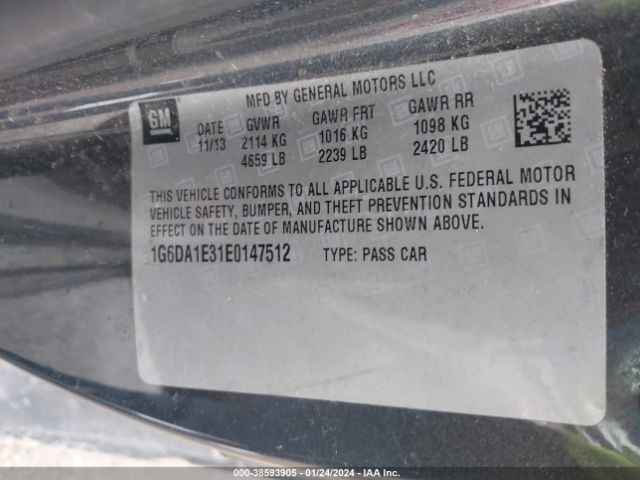 MFD BY GENERAL MOTORS LLC
GM
DATE GVWR GAWR FRT GAWR RR
11/13 2114 KG 1016 KG 1098 KG
4659 LB 2239 LB 2420 LB
THIS VEHICLE CONFORMS TO ALL APPLICABLE U.S. FEDERAL MOTOR
VEHICLE SAFETY, BUMPER, AND THEFT PREVENTION STANDARDS IN
EFFECT ON THE DATE OF MANUFACTURE SHOWN ABOVE.
1G6DA1E31E0147512 TYPE: PASS CAR
000-38593905 - 01/24/2024 - IAA Inc.